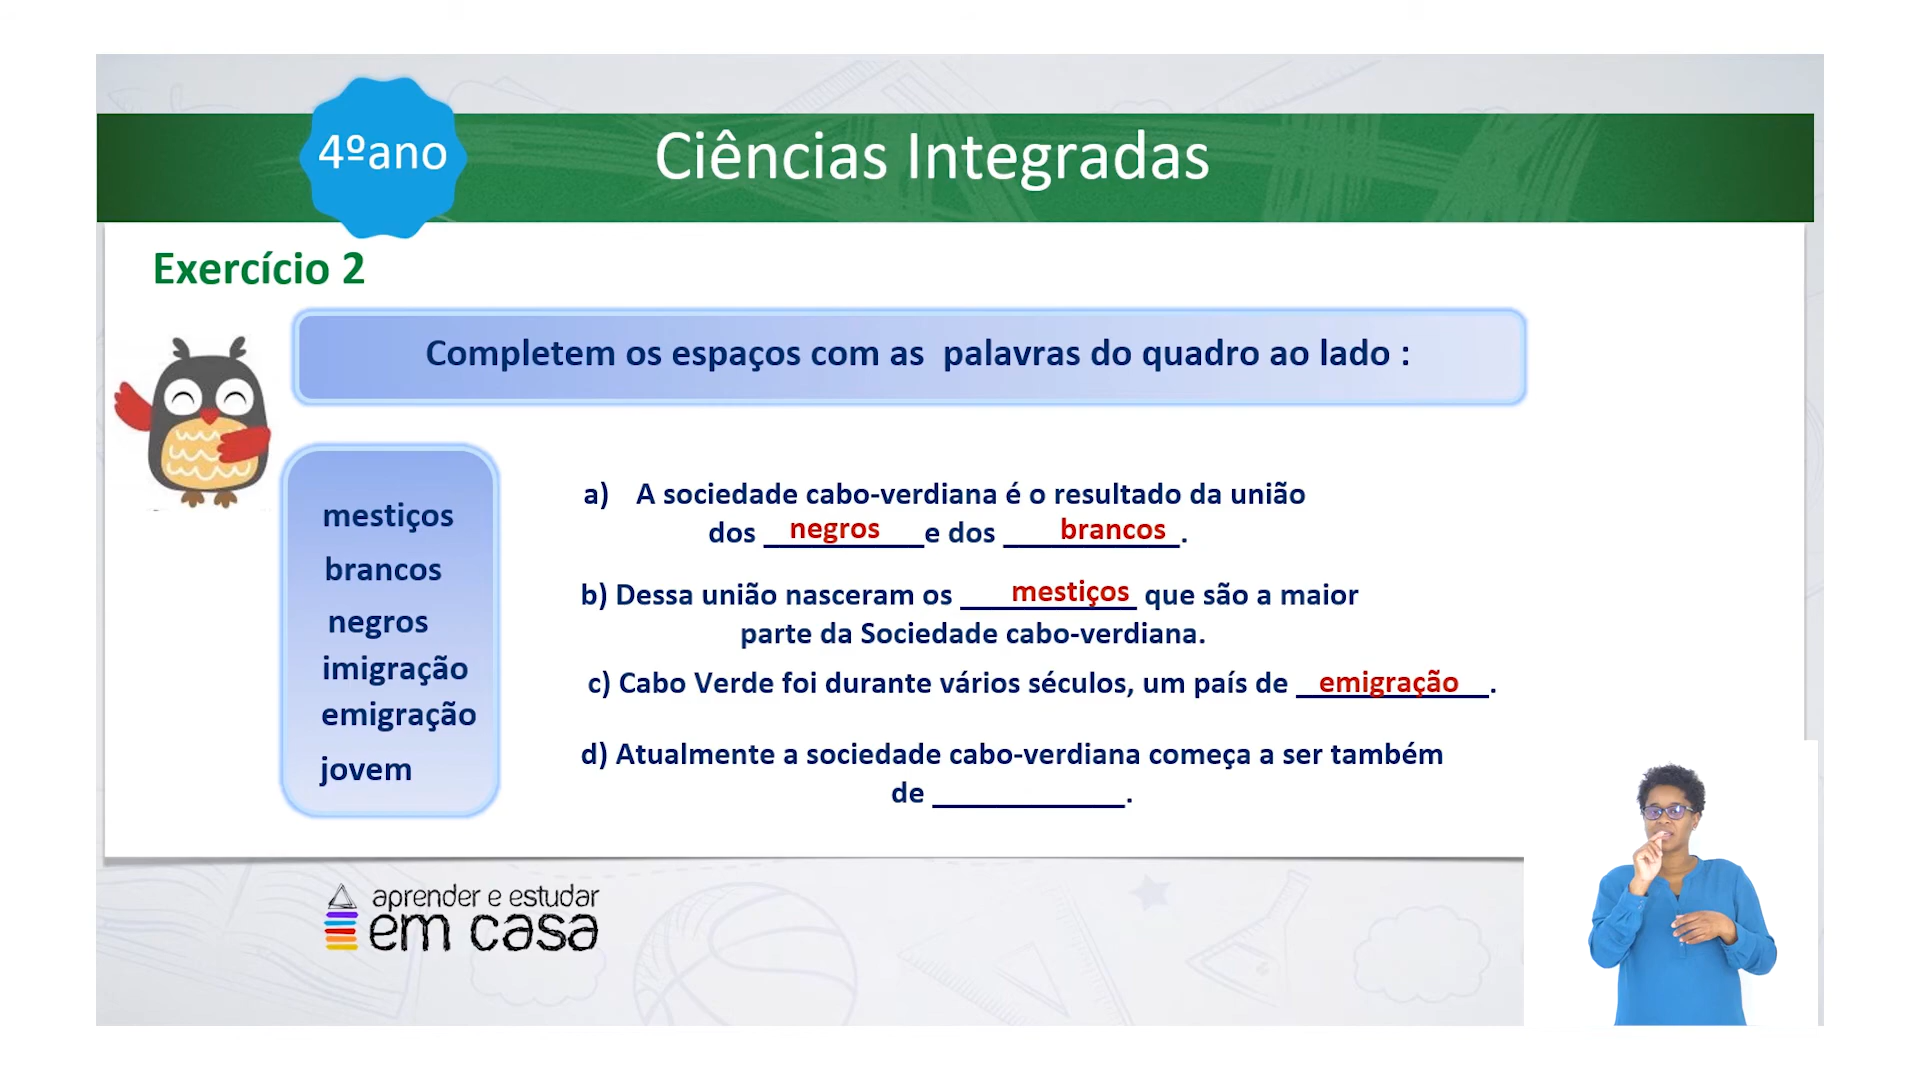 4ºano
Ciências Integradas
Exercício 2
Completem os espaços com as palavras do quadro ao lado :
mestiços
brancos
negros
imigração
emigração
jovem
a) A sociedade cabo-verdiana é o resultado da união
dos negros e dos brancos.
b) Dessa união nasceram os mestiços que são a maior
parte da Sociedade cabo-verdiana.
c) Cabo Verde foi durante vários séculos, um país de emigração.
d) Atualmente a sociedade cabo-verdiana começa a ser também
de ____________.
aprender e estudar
em casa